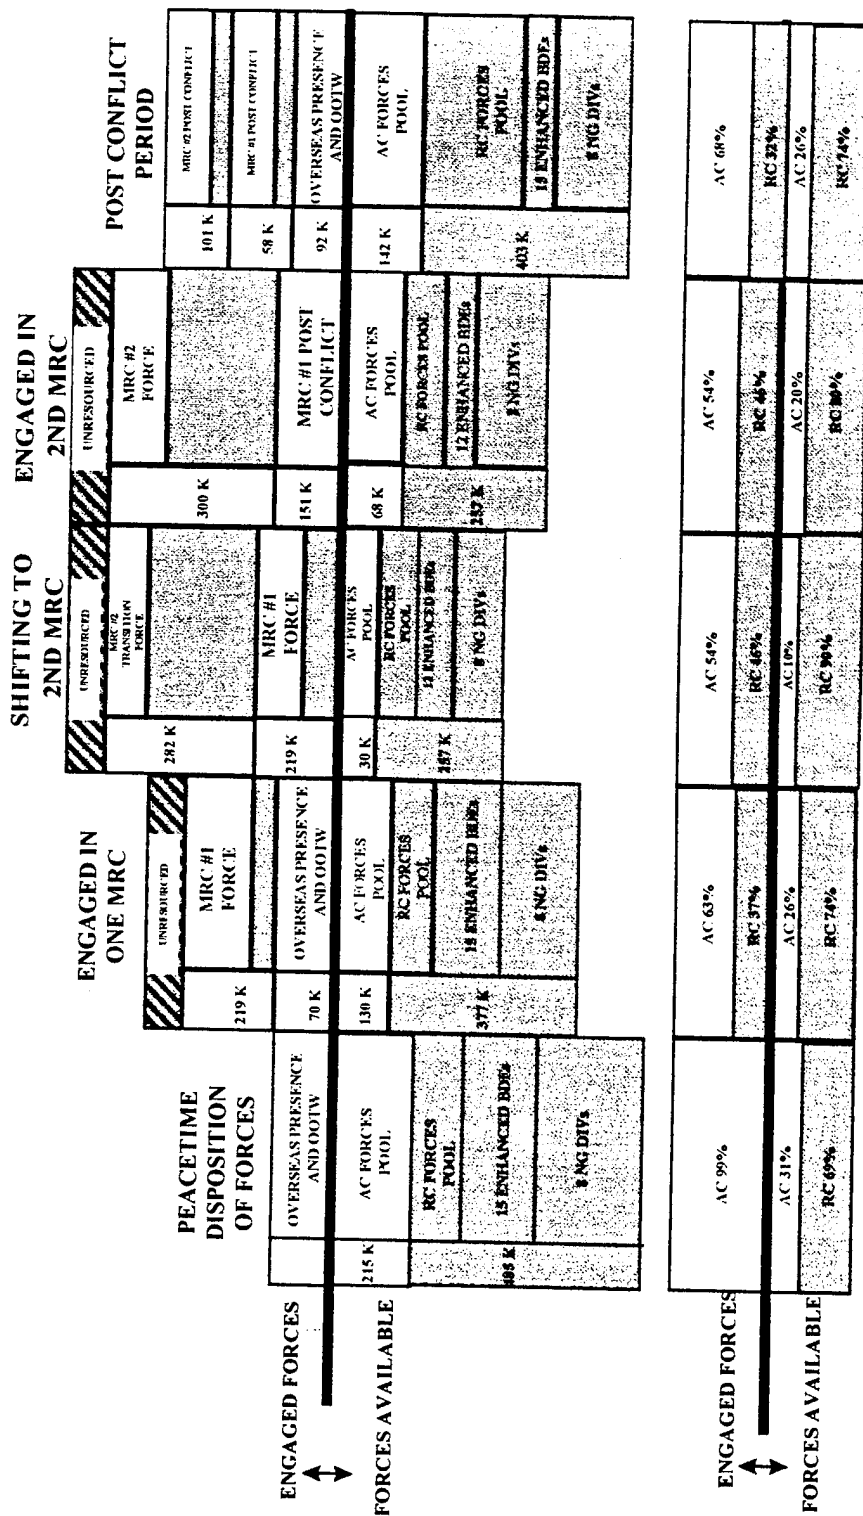 PEACETIME
DISPOSITION
OF FORCES
ENGAGED IN
ONE MRC
SHIFTING TO
2ND MRC
ENGAGED IN
2ND MRC
POST CONFLICT
PERIOD
ENGAGED FORCES
FORCES AVAILABLE
215 K
485 K
OVERSEAS PRESENCE
AND OOTW
AC FORCES
POOL
RC FORCES
POOL
15 ENHANCED BDEs
8 NG DIVs
219 K
70 K
130 K
377 K
UNRESOURCED
MRC #1
FORCE
OVERSEAS PRESENCE
AND OOTW
AC FORCES
POOL
RC FORCES
POOL
15 ENHANCED BDEs
8 NG DIVs
282 K
219 K
30 K
UNRESOURCED
MRC #2
TRANSITION
FORCE
MRC #1
FORCE
AC FORCES
POOL
RC FORCES
POOL
12 ENHANCED BDEs
8 NG DIVs
300 K
151 K
68 K
UNRESOURCED
MRC #2
FORCE
MRC #1 POST
CONFLICT
AC FORCES
POOL
RC FORCES POOL
12 ENHANCED BDEs
8 NG DIVs
101 K
58 K
92 K
142 K
403 K
MRC #2 POST CONFLICT
MRC #1 POST CONFLICT
OVERSEAS PRESENCE
AND OOTW
AC FORCES
POOL
RC FORCES
POOL
15 ENHANCED BDEs
8 NG DIVs
ENGAGED FORCES
FORCES AVAILABLE
AC 99%
AC 31%
RC 69%
AC 63%
RC 37%
AC 26%
RC 74%
AC 54%
RC 46%
AC 10%
RC 90%
AC 54%
RC 46%
AC 20%
RC 80%
AC 68%
RC 32%
AC 26%
RC 74%